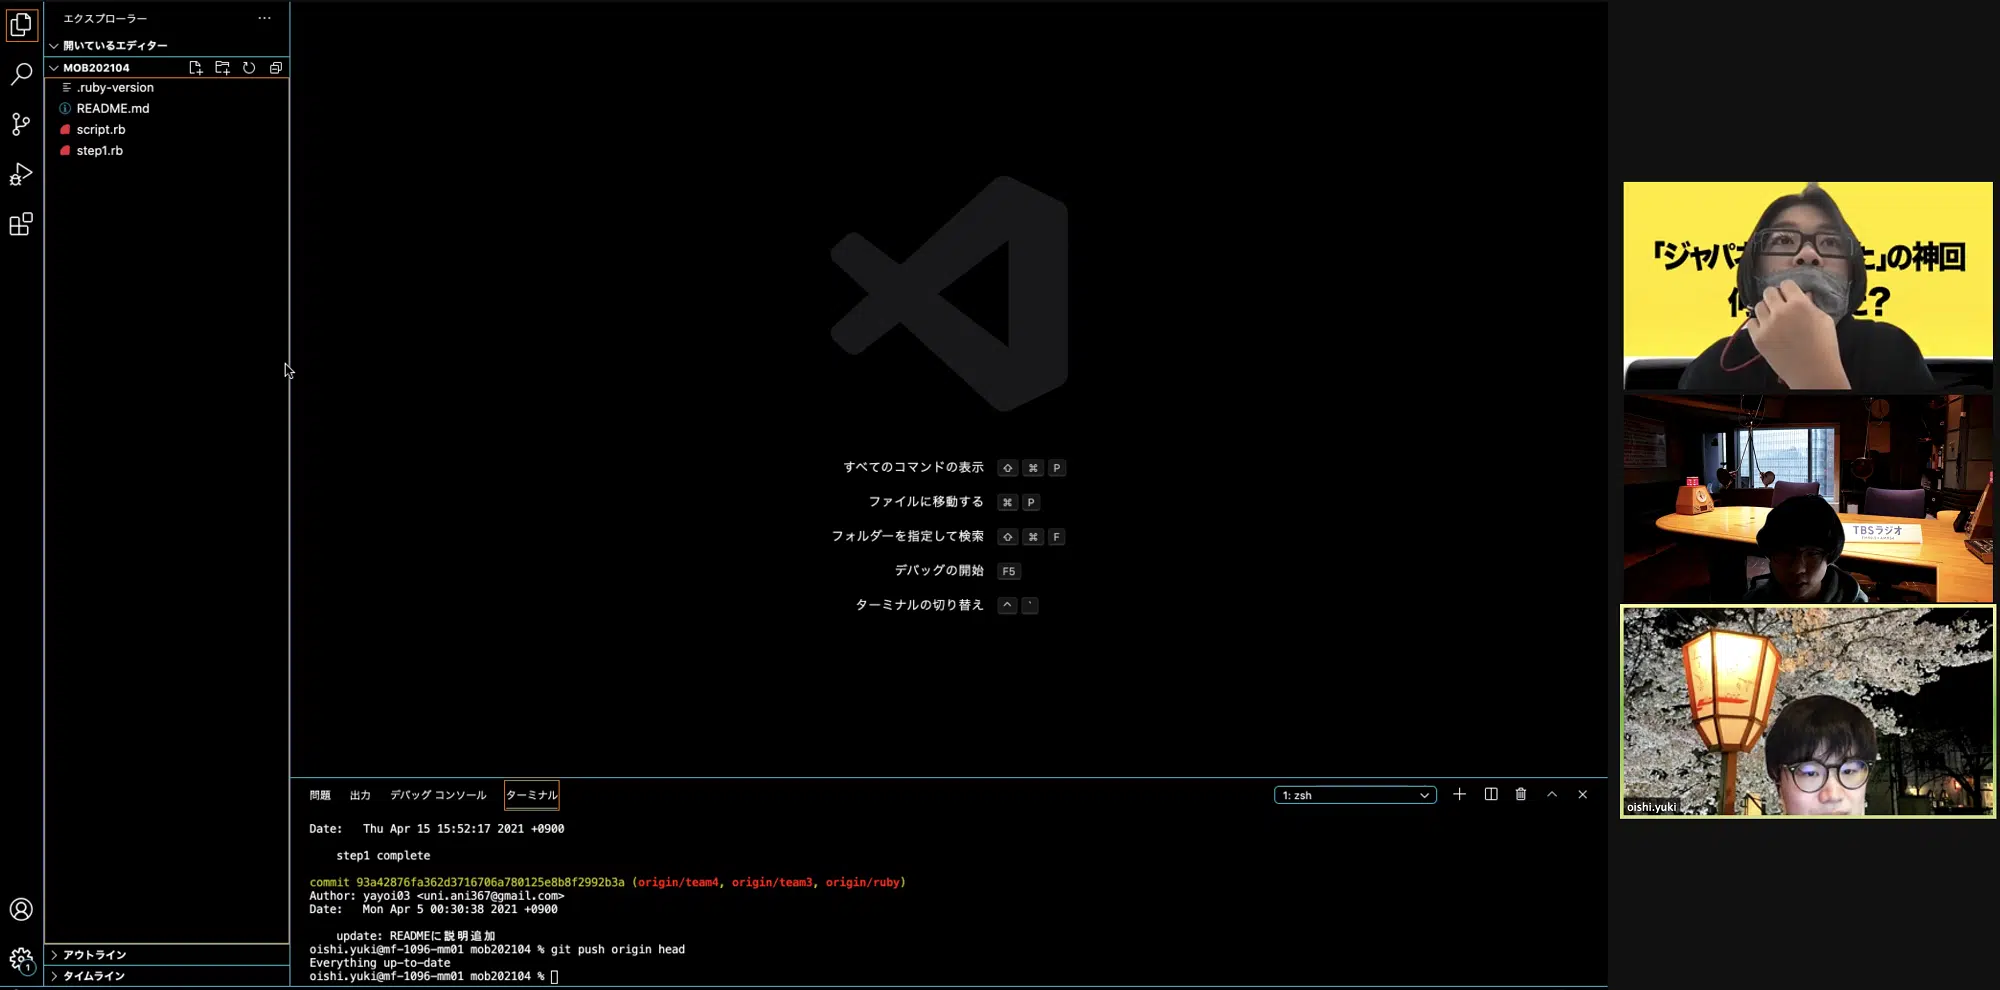 エクスプローラー
開いているエディター
MOB202104
.ruby-version
README.md
script.rb
step1.rb
アウトライン
タイムライン
1
すべてのコマンドの表示 ⇧ ⌘ P
ファイルに移動する ⌘ P
フォルダーを指定して検索 ⇧ ⌘ F
デバッグの開始 F5
ターミナルの切り替え ^ `
問題 出力 デバッグ コンソール ターミナル
1: zsh
Date:   Thu Apr 15 15:52:17 2021 +0900
step1 complete
commit 93a42876fa362d3716706a780125e8b8f2992b3a (origin/team4, origin/team3, origin/ruby)
Author: yayoi03 <uni.ani367@gmail.com>
Date:   Mon Apr 5 00:30:38 2021 +0900
update: READMEに説明追加
oishi.yuki@mf-1096-mm01 mob202104 % git push origin head
Everything up-to-date
oishi.yuki@mf-1096-mm01 mob202104 %
「ジャパ
」の神回
?
TBSラジオ
oishi.yuki